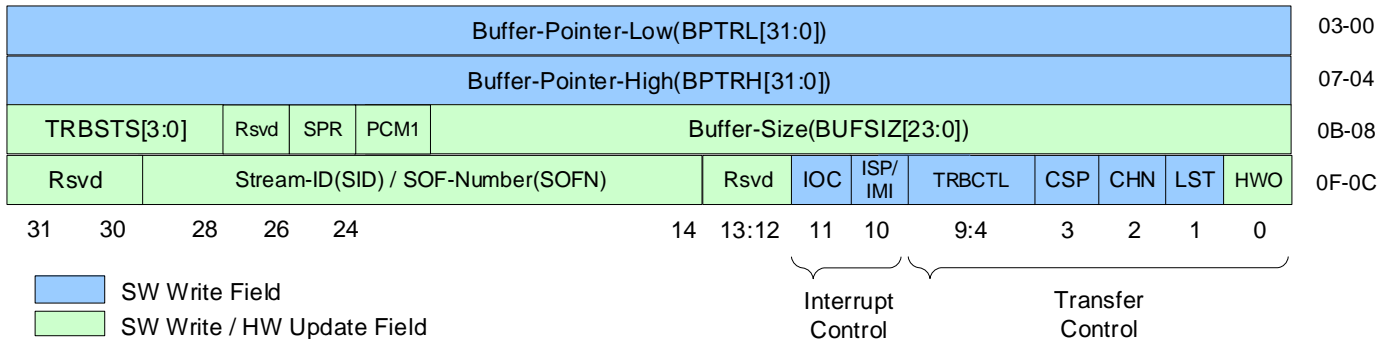 Buffer-Pointer-Low(BPTRL[31:0]) 03-00
Buffer-Pointer-High(BPTRH[31:0]) 07-04
TRBSTS[3:0] Rsvd SPR PCM1 Buffer-Size(BUFSIZ[23:0]) 0B-08
Rsvd Stream-ID(SID) / SOF-Number(SOFN) Rsvd IOC ISP/ IMI TRBCTL CSP CHN LST HWO 0F-0C
31 30 28 26 24 14 13:12 11 10 9:4 3 2 1 0
SW Write Field
SW Write / HW Update Field
Interrupt
Control
Transfer
Control